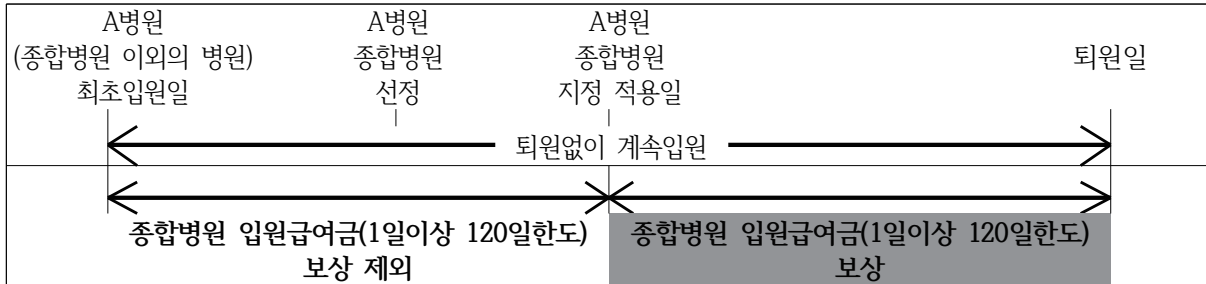 A병원
(종합병원 이외의 병원)
최초입원일
A병원
종합병원
선정
A병원
종합병원
지정 적용일
퇴원일
퇴원없이 계속입원
종합병원 입원급여금(1일이상 120일한도)
보상 제외
종합병원 입원급여금(1일이상 120일한도)
보상